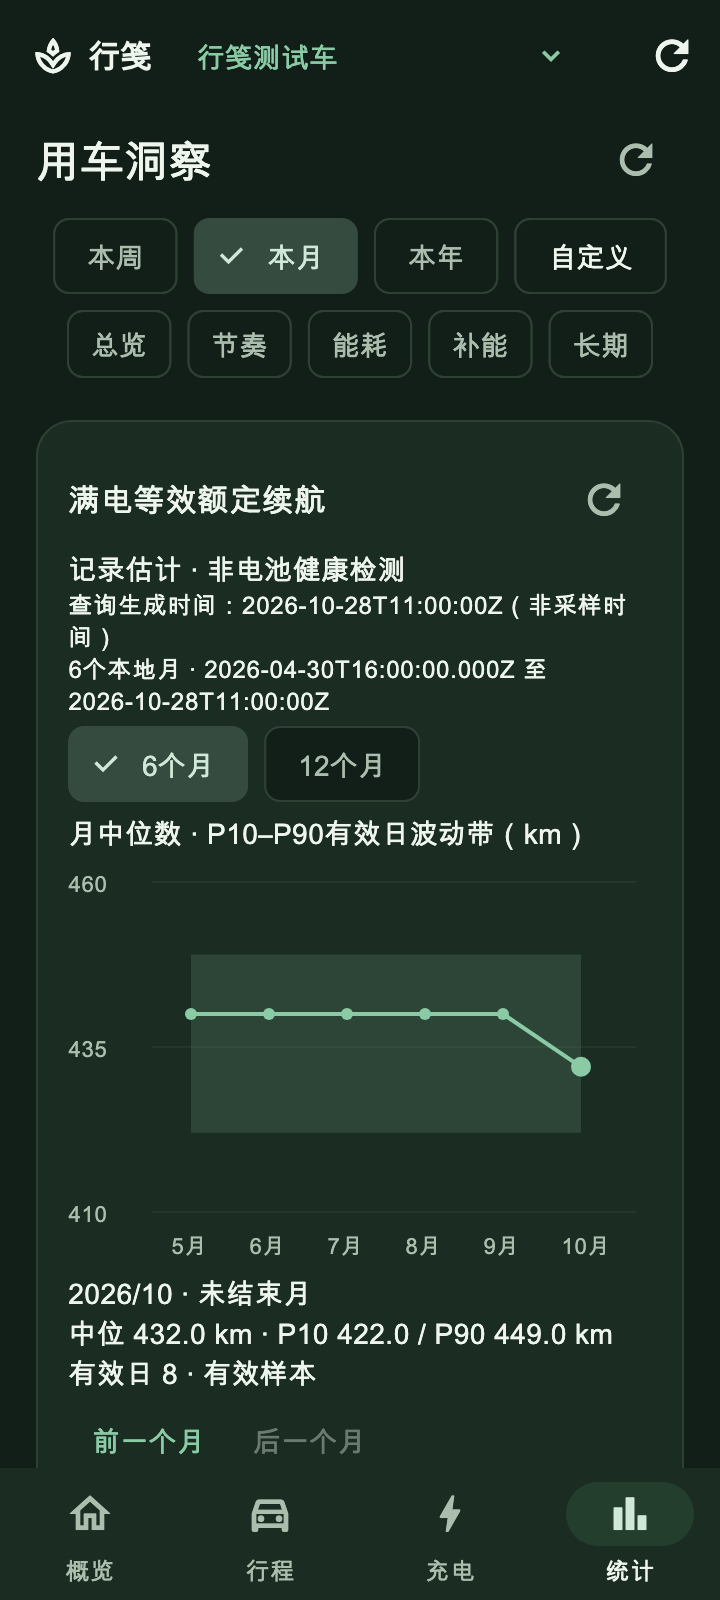 行笺 行笺测试车
用车洞察
本周 本月 本年 自定义
总览 节奏 能耗 补能 长期
满电等效额定续航
记录估计 · 非电池健康检测
查询生成时间：2026-10-28T11:00:00Z（非采样时
间）
6个本地月 · 2026-04-30T16:00:00.000Z 至
2026-10-28T11:00:00Z
6个月 12个月
月中位数 · P10–P90有效日波动带（km）
460
435
410
5月 6月 7月 8月 9月 10月
2026/10 · 未结束月
中位 432.0 km · P10 422.0 / P90 449.0 km
有效日 8 · 有效样本
前一个月 后一个月
概览 行程 充电 统计